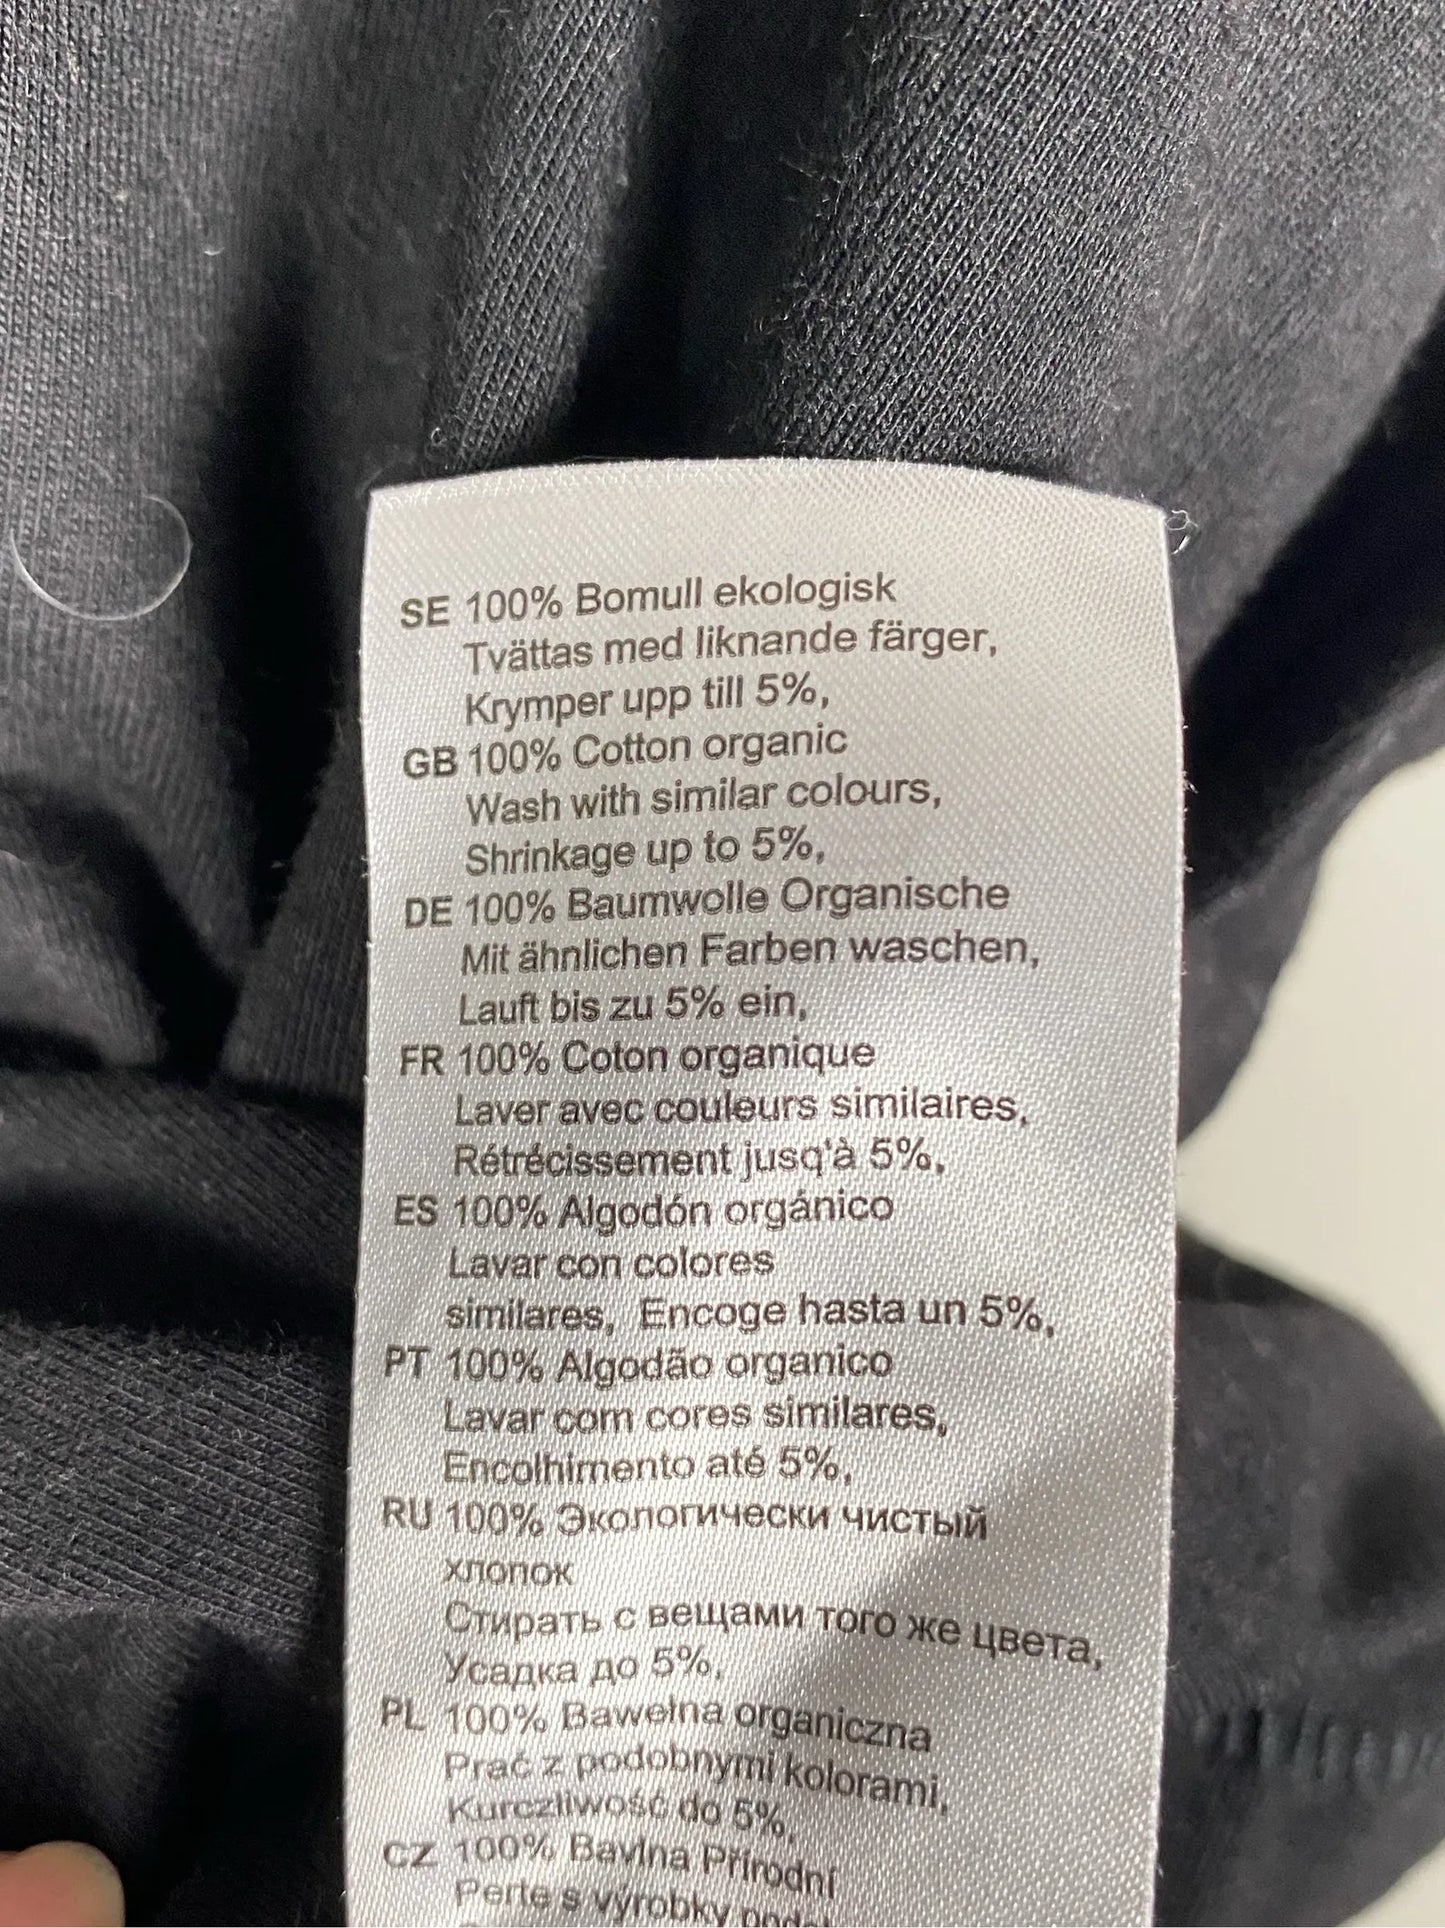 SE 100% Bomull ekologisk
Tvättas med liknande färger,
Krymper upp till 5%,
GB 100% Cotton organic
Wash with similar colours,
Shrinkage up to 5%,
DE 100% Baumwolle Organische
Mit ähnlichen Farben waschen,
Lauft bis zu 5% ein,
FR 100% Coton organique
Laver avec couleurs similaires,
Rétrécissement jusq'à 5%,
ES 100% Algodón orgánico
Lavar con colores
similares, Encoge hasta un 5%,
PT 100% Algodão organico
Lavar com cores similares,
Encolhimento até 5%,
RU 100% Экологически чистый
хлопок
Стирать с вещами того же цвета,
Усадка до 5%,
PL 100% Bawełna organiczna
Prać z podobnymi kolorami,
Kurczliwość do 5%,
CZ 100% Bavlna Přírodní
Perte s výrobky